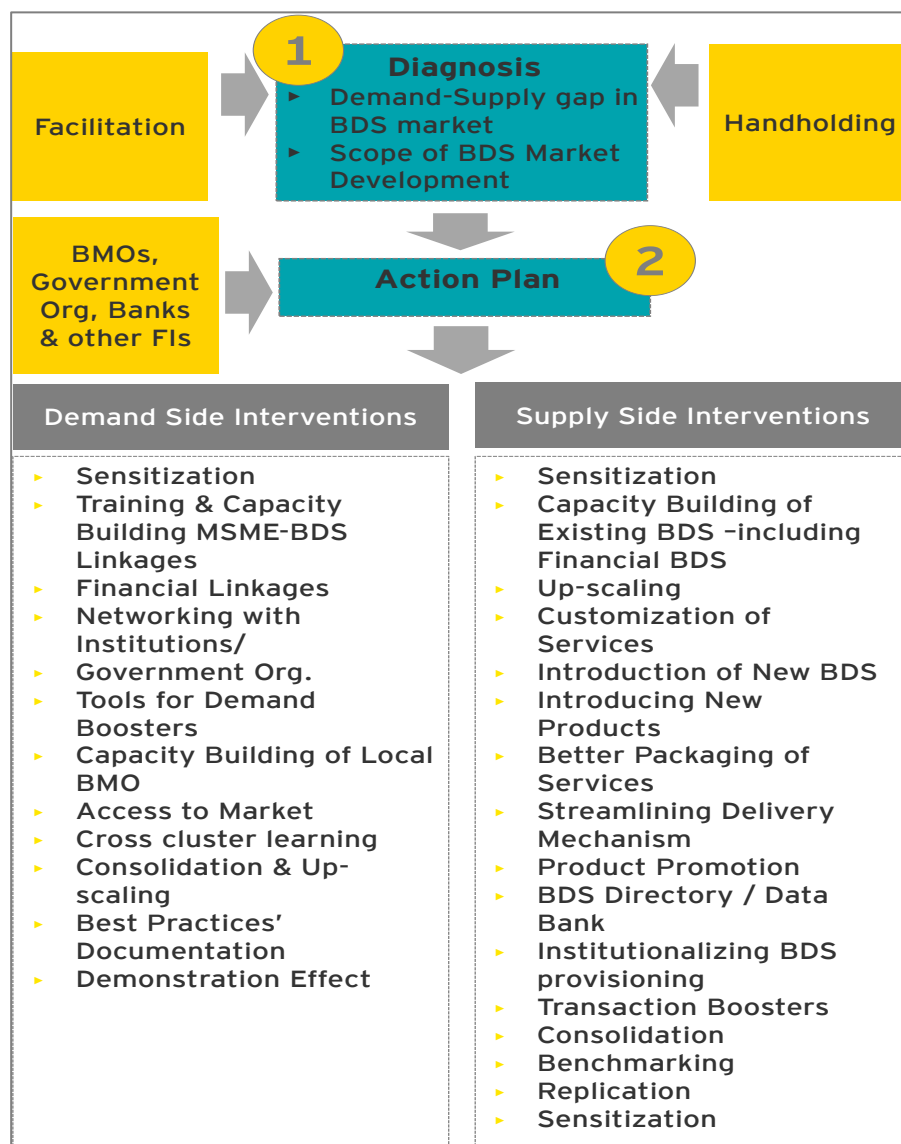 1
Diagnosis
► Demand-Supply gap in
BDS market
► Scope of BDS Market
Development
Facilitation
Handholding
BMOs,
Government
Org, Banks
& other FIs
Action Plan
2
Demand Side Interventions
► Sensitization
► Training & Capacity
Building MSME-BDS
Linkages
► Financial Linkages
► Networking with
Institutions/
► Government Org.
► Tools for Demand
Boosters
► Capacity Building of Local
BMO
► Access to Market
► Cross cluster learning
► Consolidation & Up-
scaling
► Best Practices’
Documentation
► Demonstration Effect
Supply Side Interventions
► Sensitization
► Capacity Building of
Existing BDS –including
Financial BDS
► Up-scaling
► Customization of
Services
► Introduction of New BDS
► Introducing New
Products
► Better Packaging of
Services
► Streamlining Delivery
Mechanism
► Product Promotion
► BDS Directory / Data
Bank
► Institutionalizing BDS
provisioning
► Transaction Boosters
► Consolidation
► Benchmarking
► Replication
► Sensitization